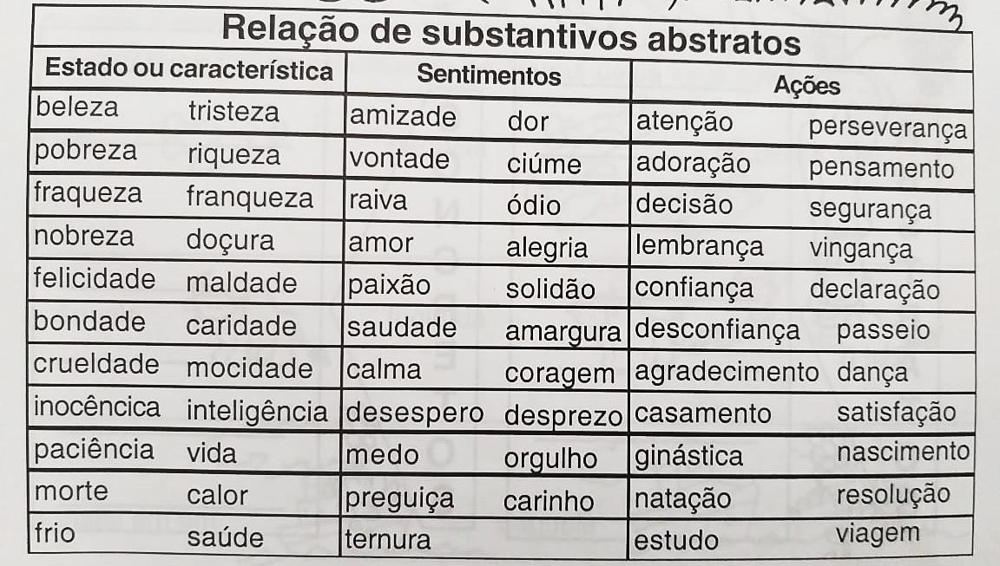 Relação de substantivos abstratos
Estado ou característica Sentimentos Ações
beleza tristeza amizade dor atenção perseverança
pobreza riqueza vontade ciúme adoração pensamento
fraqueza franqueza raiva ódio decisão segurança
nobreza doçura amor alegria lembrança vingança
felicidade maldade paixão solidão confiança declaração
bondade caridade saudade amargura desconfiança passeio
crueldade mocidade calma coragem agradecimento dança
inocêncica inteligência desespero desprezo casamento satisfação
paciência vida medo orgulho ginástica nascimento
morte calor preguiça carinho natação resolução
frio saúde ternura estudo viagem